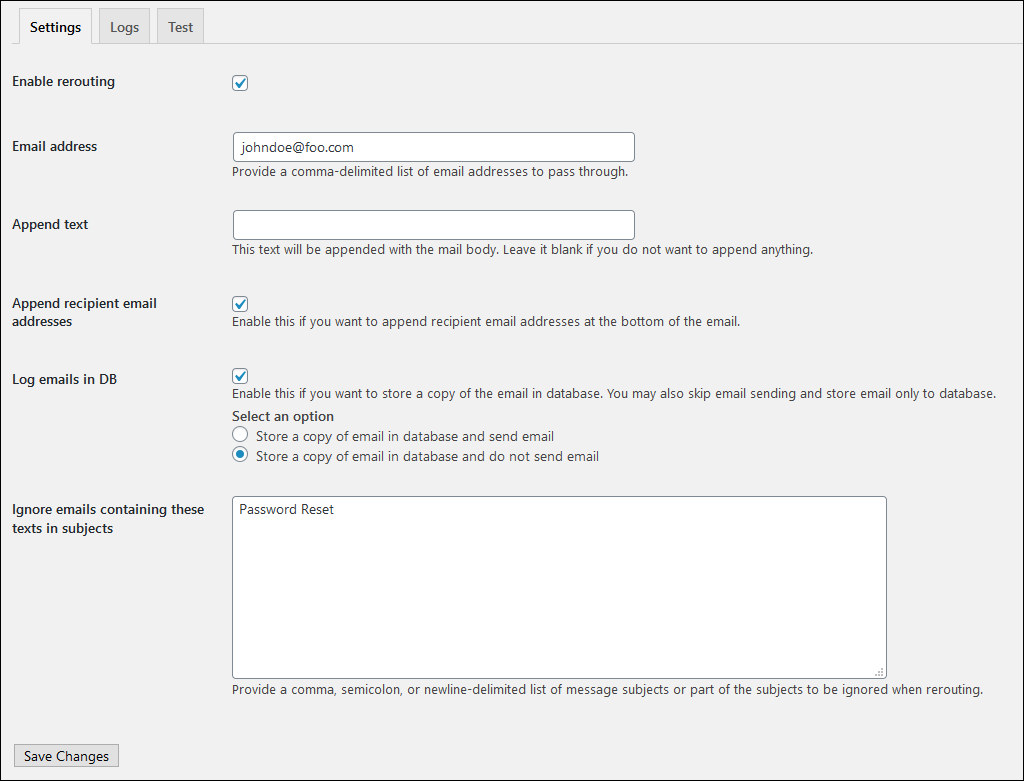 Settings
Logs
Test
Enable rerouting
Email address
johndoe@foo.com
Provide a comma-delimited list of email addresses to pass through.
Append text
This text will be appended with the mail body. Leave it blank if you do not want to append anything.
Append recipient email
addresses
Enable this if you want to append recipient email addresses at the bottom of the email.
Log emails in DB
Enable this if you want to store a copy of the email in database. You may also skip email sending and store email only to database.
Select an option
Store a copy of email in database and send email
Store a copy of email in database and do not send email
Ignore emails containing these
texts in subjects
Password Reset
Provide a comma, semicolon, or newline-delimited list of message subjects or part of the subjects to be ignored when rerouting.
Save Changes